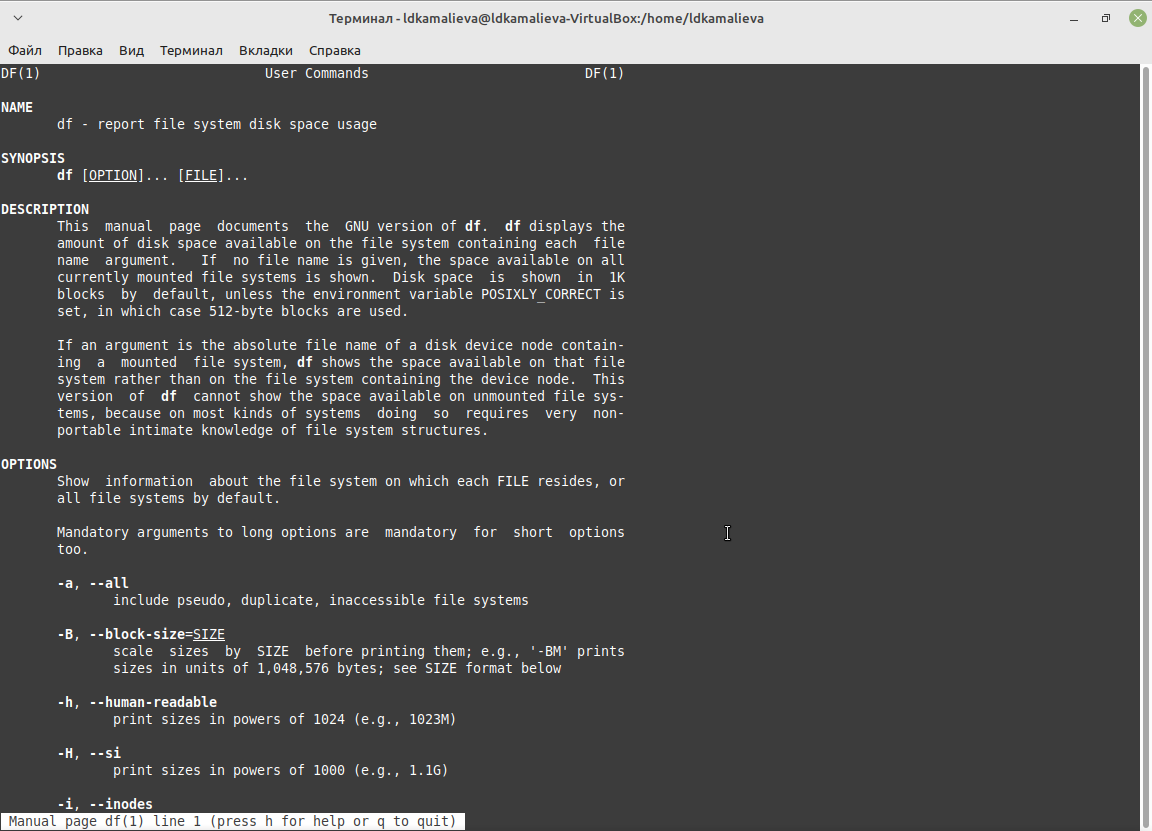 Терминал - ldkamalieva@ldkamalieva-VirtualBox:/home/ldkamalieva
Файл Правка Вид Терминал Вкладки Справка
DF(1) User Commands DF(1)
NAME
df - report file system disk space usage
SYNOPSIS
df [OPTION]... [FILE]...
DESCRIPTION
This manual page documents the GNU version of df. df displays the
amount of disk space available on the file system containing each file
name argument. If no file name is given, the space available on all
currently mounted file systems is shown. Disk space is shown in 1K
blocks by default, unless the environment variable POSIXLY_CORRECT is
set, in which case 512-byte blocks are used.
If an argument is the absolute file name of a disk device node contain-
ing a mounted file system, df shows the space available on that file
system rather than on the file system containing the device node. This
version of df cannot show the space available on unmounted file sys-
tems, because on most kinds of systems doing so requires very non-
portable intimate knowledge of file system structures.
OPTIONS
Show information about the file system on which each FILE resides, or
all file systems by default.
Mandatory arguments to long options are mandatory for short options
too.
-a, --all
include pseudo, duplicate, inaccessible file systems
-B, --block-size=SIZE
scale sizes by SIZE before printing them; e.g., '-BM' prints
sizes in units of 1,048,576 bytes; see SIZE format below
-h, --human-readable
print sizes in powers of 1024 (e.g., 1023M)
-H, --si
print sizes in powers of 1000 (e.g., 1.1G)
-i, --inodes
Manual page df(1) line 1 (press h for help or q to quit)